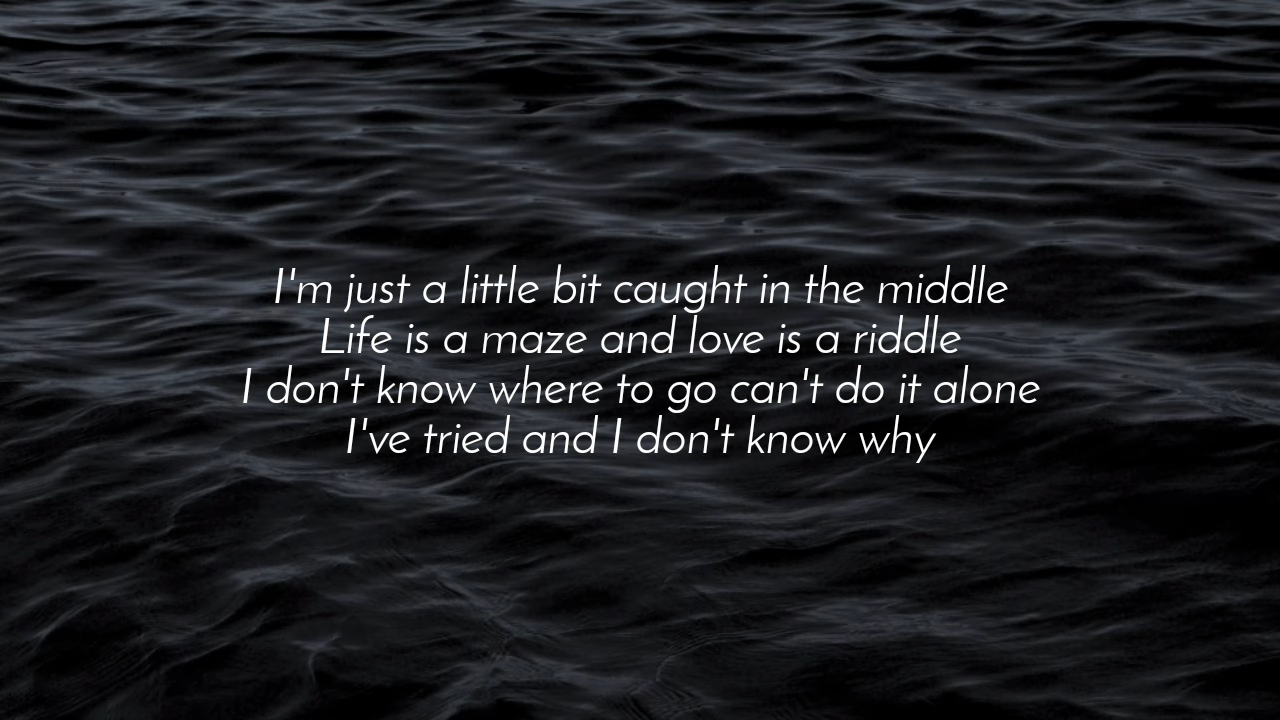 I'm just a little bit caught in the middle
Life is a maze and love is a riddle
I don't know where to go can't do it alone
I've tried and I don't know why